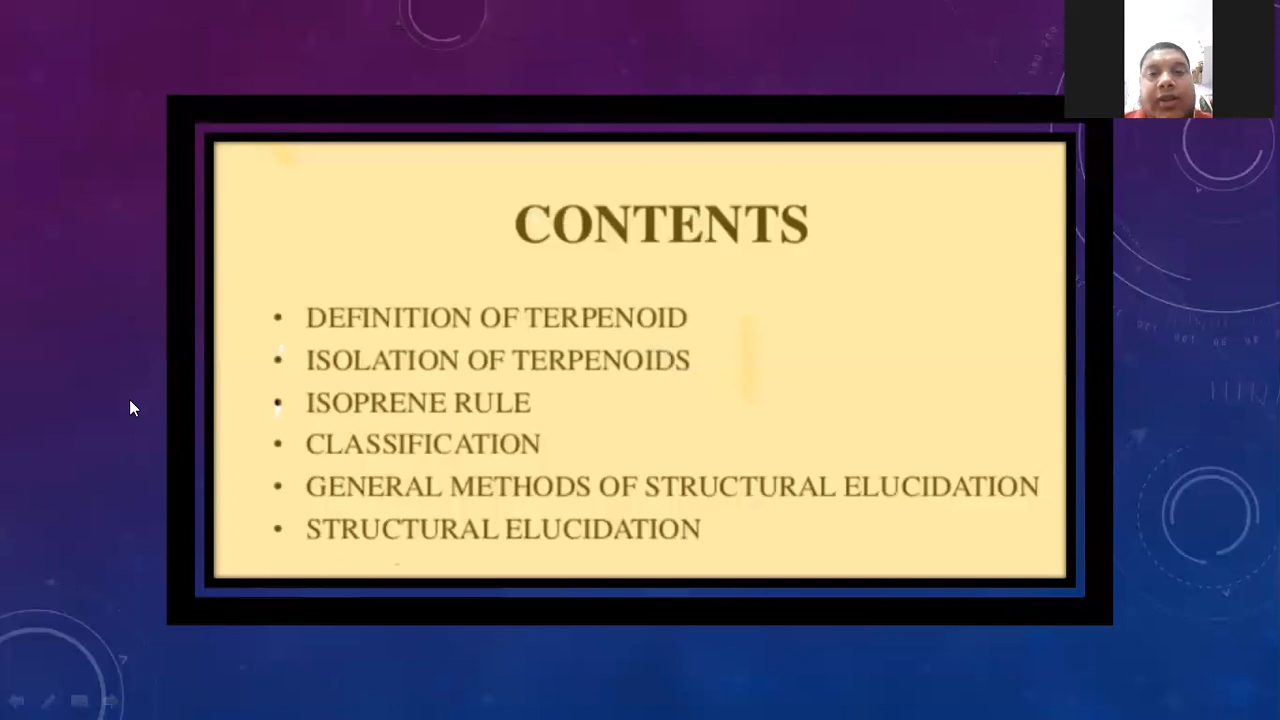 CONTENTS
• DEFINITION OF TERPENOID
• ISOLATION OF TERPENOIDS
• ISOPRENE RULE
• CLASSIFICATION
• GENERAL METHODS OF STRUCTURAL ELUCIDATION
• STRUCTURAL ELUCIDATION